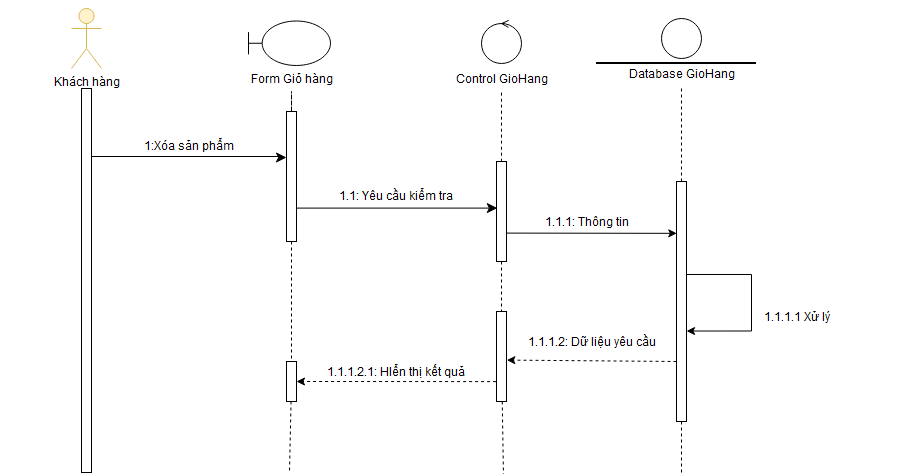 Khách hàng
Form Giỏ hàng
Control GioHang
Database GioHang
1:Xóa sản phẩm
1.1: Yêu cầu kiểm tra
1.1.1: Thông tin
1.1.1.1 Xử lý
1.1.1.2: Dữ liệu yêu cầu
1.1.1.2.1: HIển thị kết quả